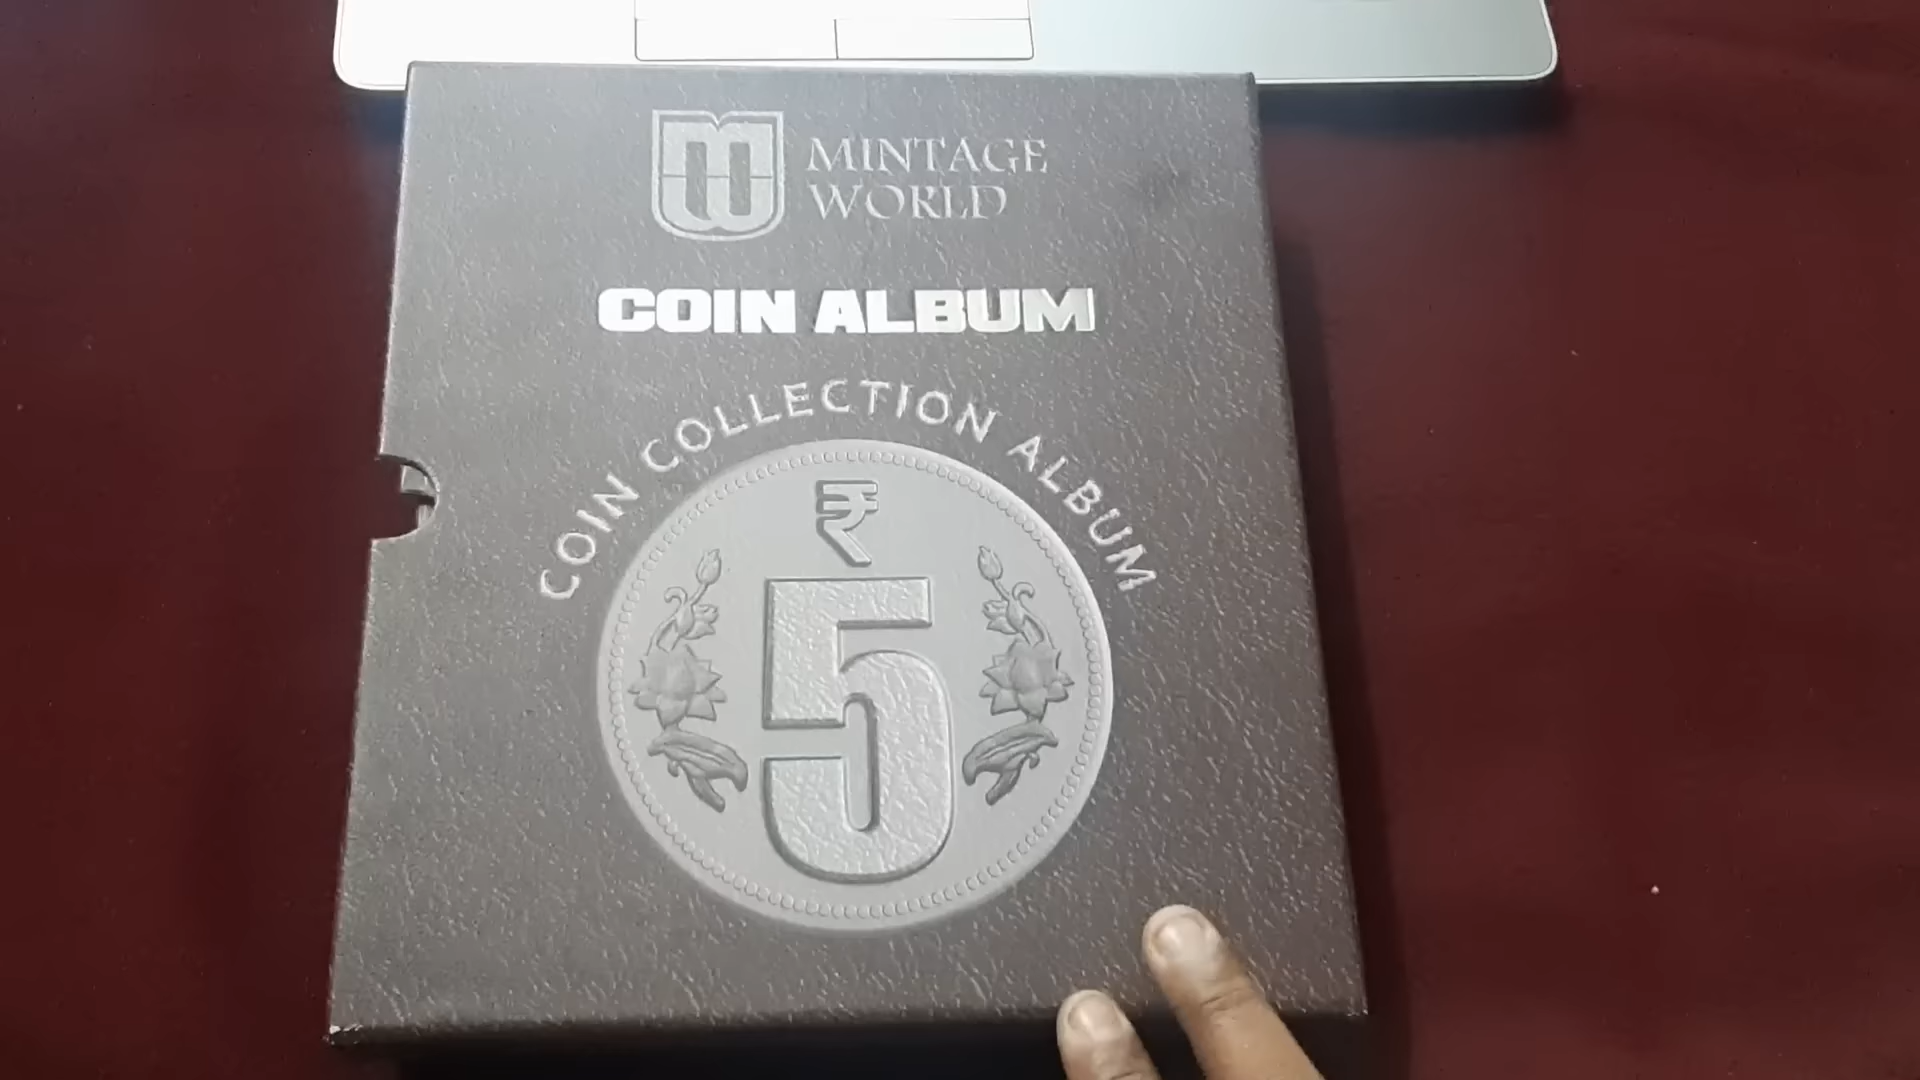 MINTAGE
WORLD
COIN ALBUM
COIN COLLECTION ALBUM
₹
5